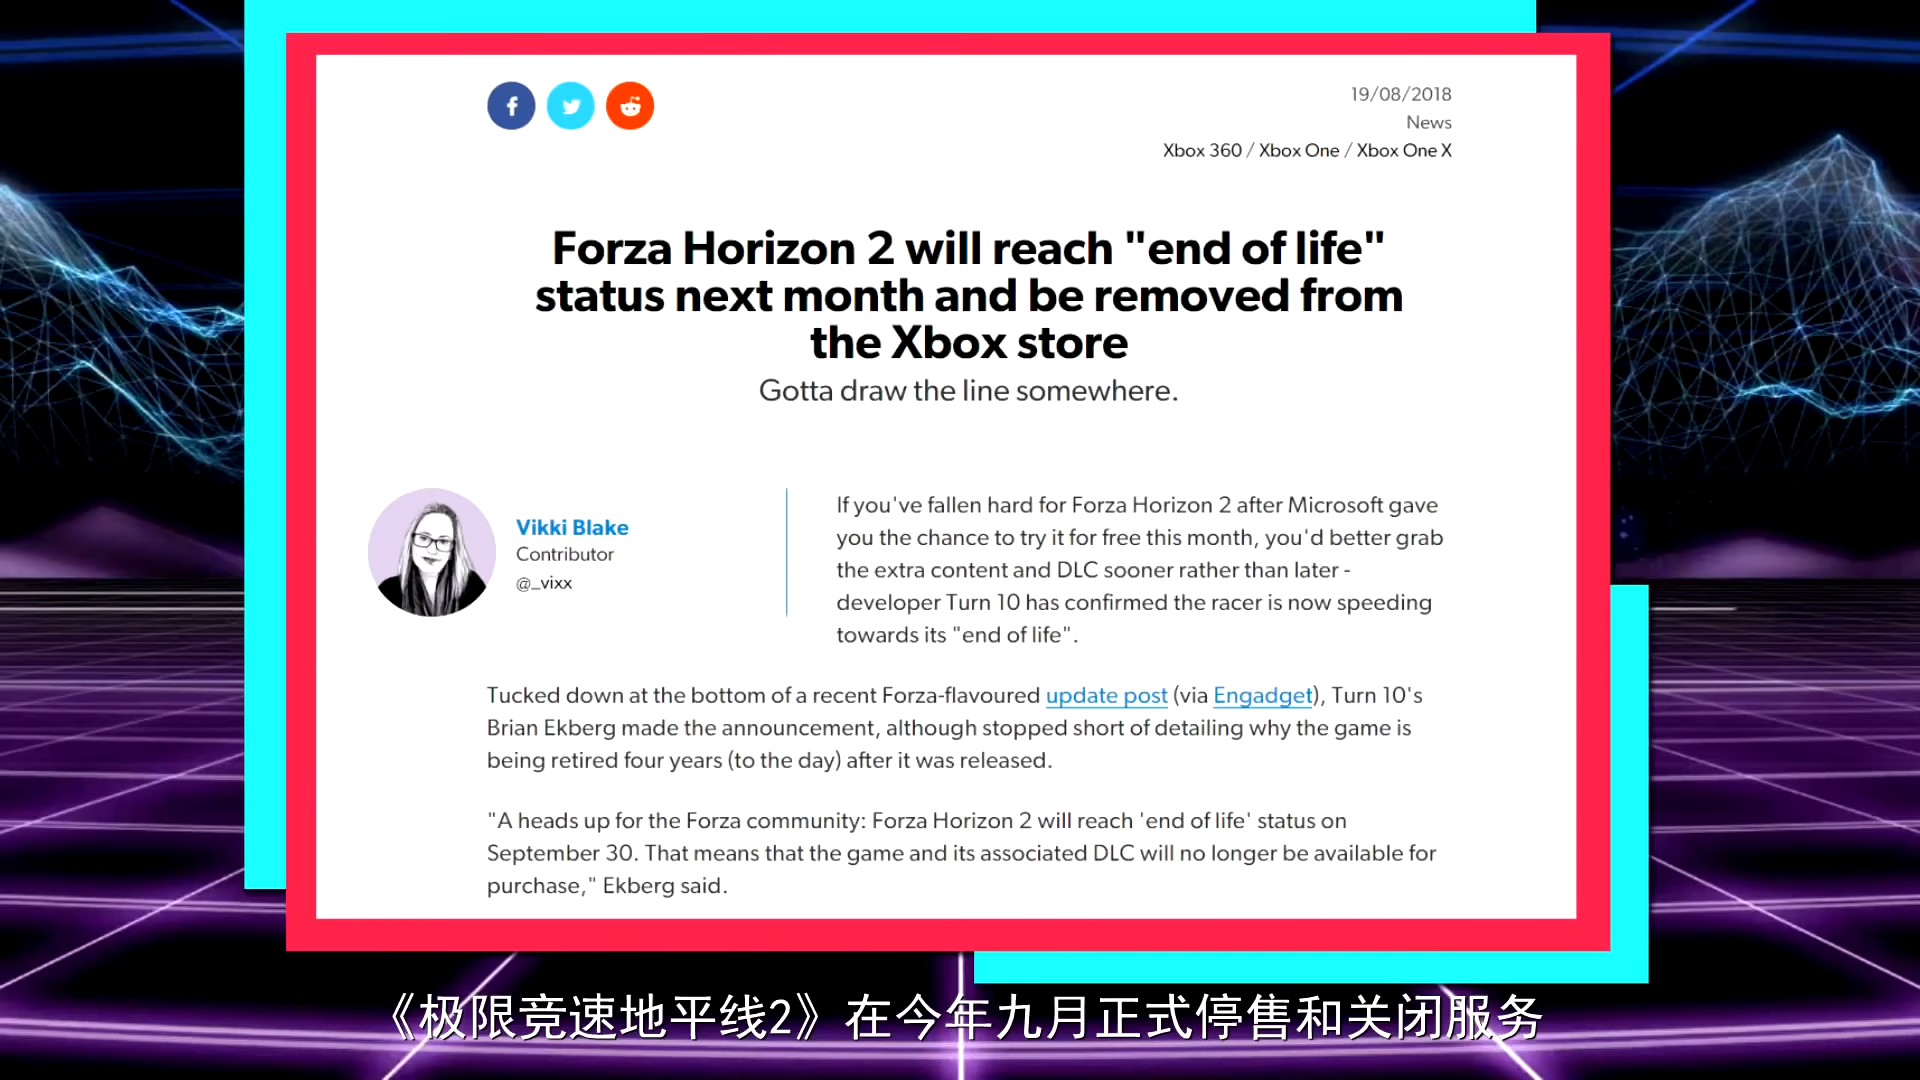 19/08/2018
News
Xbox 360 / Xbox One / Xbox One X
Forza Horizon 2 will reach "end of life"
status next month and be removed from
the Xbox store
Gotta draw the line somewhere.
Vikki Blake
Contributor
@_vixx
If you've fallen hard for Forza Horizon 2 after Microsoft gave
you the chance to try it for free this month, you'd better grab
the extra content and DLC sooner rather than later -
developer Turn 10 has confirmed the racer is now speeding
towards its "end of life".
Tucked down at the bottom of a recent Forza-flavoured update post (via Engadget), Turn 10's
Brian Ekberg made the announcement, although stopped short of detailing why the game is
being retired four years (to the day) after it was released.
"A heads up for the Forza community: Forza Horizon 2 will reach 'end of life' status on
September 30. That means that the game and its associated DLC will no longer be available for
purchase," Ekberg said.
《极限竞速地平线2》在今年九月正式停售和关闭服务